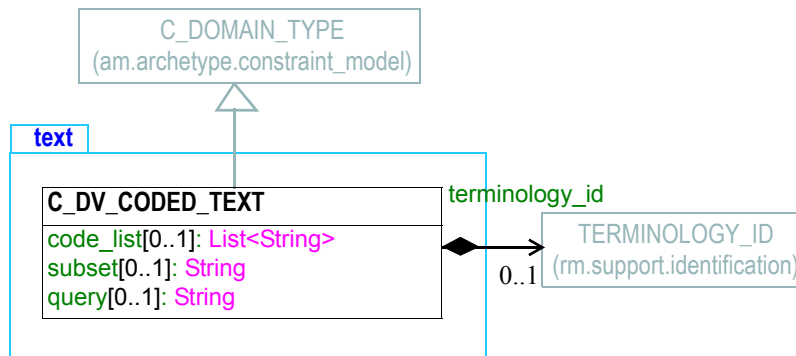 C_DOMAIN_TYPE
(am.archetype.constraint_model)
text
C_DV_CODED_TEXT
terminology_id
code_list[0..1]: List<String>
subset[0..1]: String
query[0..1]: String
0..1
TERMINOLOGY_ID
(rm.support.identification)